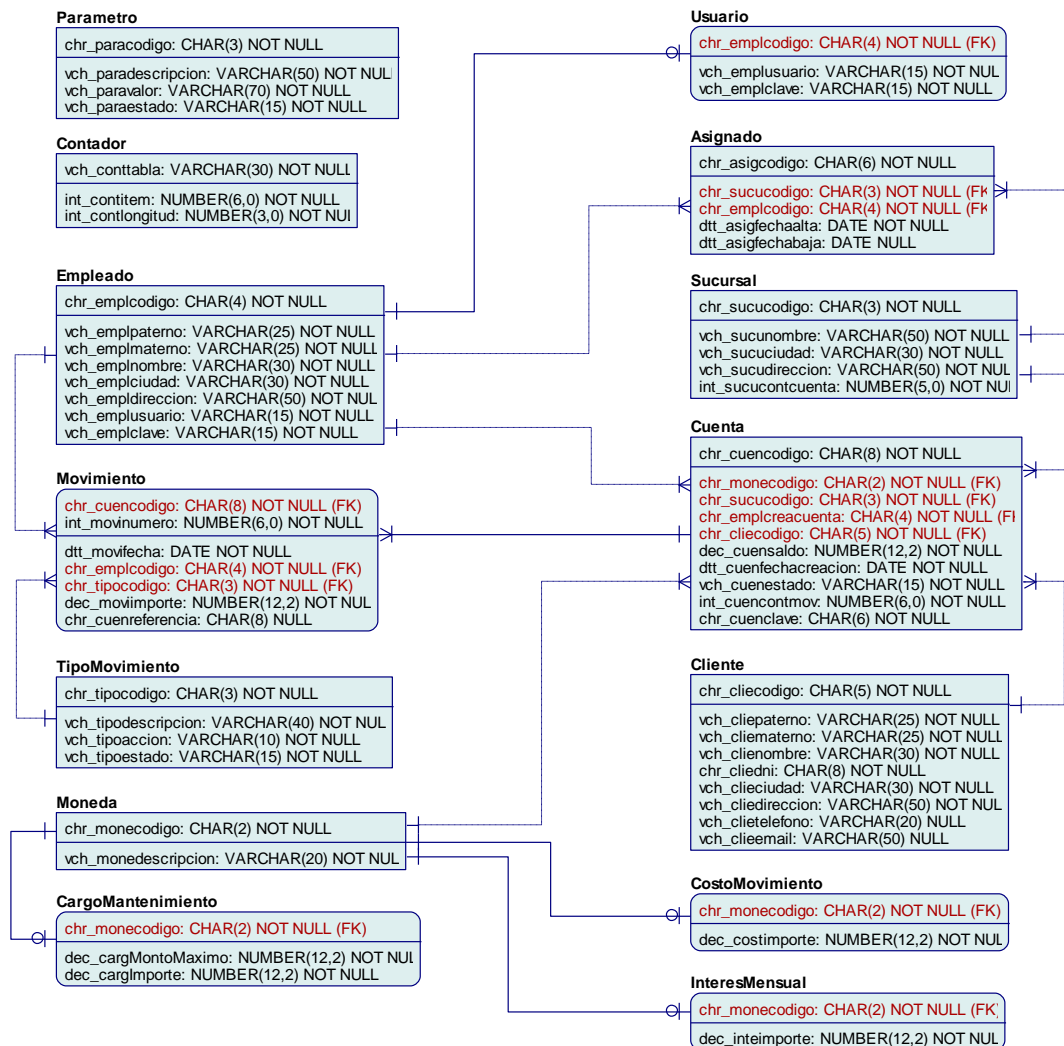 Parametro
chr_paracodigo: CHAR(3) NOT NULL
vch_paradescripcion: VARCHAR(50) NOT NUL
vch_paravalor: VARCHAR(70) NOT NULL
vch_paraestado: VARCHAR(15) NOT NULL
Contador
vch_conttabla: VARCHAR(30) NOT NULL
int_contitem: NUMBER(6,0) NOT NULL
int_contlongitud: NUMBER(3,0) NOT NUI
Empleado
chr_emplcodigo: CHAR(4) NOT NULL
vch_emplpaterno: VARCHAR(25) NOT NULL
vch_emplmaterno: VARCHAR(25) NOT NULL
vch_emplnombre: VARCHAR(30) NOT NULL
vch_emplciudad: VARCHAR(30) NOT NULL
vch_empldireccion: VARCHAR(50) NOT NUL
vch_emplusuario: VARCHAR(15) NOT NULL
vch_emplclave: VARCHAR(15) NOT NULL
Movimiento
chr_cuencodigo: CHAR(8) NOT NULL (FK)
int_movinumero: NUMBER(6,0) NOT NULL
dtt_movifecha: DATE NOT NULL
chr_emplcodigo: CHAR(4) NOT NULL (FK)
chr_tipocodigo: CHAR(3) NOT NULL (FK)
dec_moviimporte: NUMBER(12,2) NOT NUL
chr_cuenreferencia: CHAR(8) NULL
TipoMovimiento
chr_tipocodigo: CHAR(3) NOT NULL
vch_tipodescripcion: VARCHAR(40) NOT NUL
vch_tipoaccion: VARCHAR(10) NOT NULL
vch_tipoestado: VARCHAR(15) NOT NULL
Moneda
chr_monecodigo: CHAR(2) NOT NULL
vch_monedescripcion: VARCHAR(20) NOT NUL
CargoMantenimiento
chr_monecodigo: CHAR(2) NOT NULL (FK)
dec_cargMontoMaximo: NUMBER(12,2) NOT NUL
dec_cargImporte: NUMBER(12,2) NOT NULL
Usuario
chr_emplcodigo: CHAR(4) NOT NULL (FK)
vch_emplusuario: VARCHAR(15) NOT NUL
vch_emplclave: VARCHAR(15) NOT NULL
Asignado
chr_asigcodigo: CHAR(6) NOT NULL
chr_sucucodigo: CHAR(3) NOT NULL (FK
chr_emplcodigo: CHAR(4) NOT NULL (FK
dtt_asigfechaalta: DATE NOT NULL
dtt_asigfechabaja: DATE NULL
Sucursal
chr_sucucodigo: CHAR(3) NOT NULL
vch_sucunombre: VARCHAR(50) NOT NULL
vch_sucuciudad: VARCHAR(30) NOT NULL
vch_sucudireccion: VARCHAR(50) NOT NUL
int_sucucontcuenta: NUMBER(5,0) NOT NUI
Cuenta
chr_cuencodigo: CHAR(8) NOT NULL
chr_monecodigo: CHAR(2) NOT NULL (FK)
chr_sucucodigo: CHAR(3) NOT NULL (FK)
chr_emplcreacuenta: CHAR(4) NOT NULL (FI
chr_cliecodigo: CHAR(5) NOT NULL (FK)
dec_cuensaldo: NUMBER(12,2) NOT NULL
dtt_cuenfechacreacion: DATE NOT NULL
vch_cuenestado: VARCHAR(15) NOT NULL
int_cuencontmov: NUMBER(6,0) NOT NULL
chr_cuenclave: CHAR(6) NOT NULL
Cliente
chr_cliecodigo: CHAR(5) NOT NULL
vch_cliepaterno: VARCHAR(25) NOT NULL
vch_cliematerno: VARCHAR(25) NOT NULL
vch_clienombre: VARCHAR(30) NOT NULL
chr_cliedni: CHAR(8) NOT NULL
vch_clieciudad: VARCHAR(30) NOT NULL
vch_cliedireccion: VARCHAR(50) NOT NUL
vch_clietelefono: VARCHAR(20) NULL
vch_clieemail: VARCHAR(50) NULL
CostoMovimiento
chr_monecodigo: CHAR(2) NOT NULL (FK)
dec_costimporte: NUMBER(12,2) NOT NUL
InteresMensual
chr_monecodigo: CHAR(2) NOT NULL (FK)
dec_inteimporte: NUMBER(12,2) NOT NUL